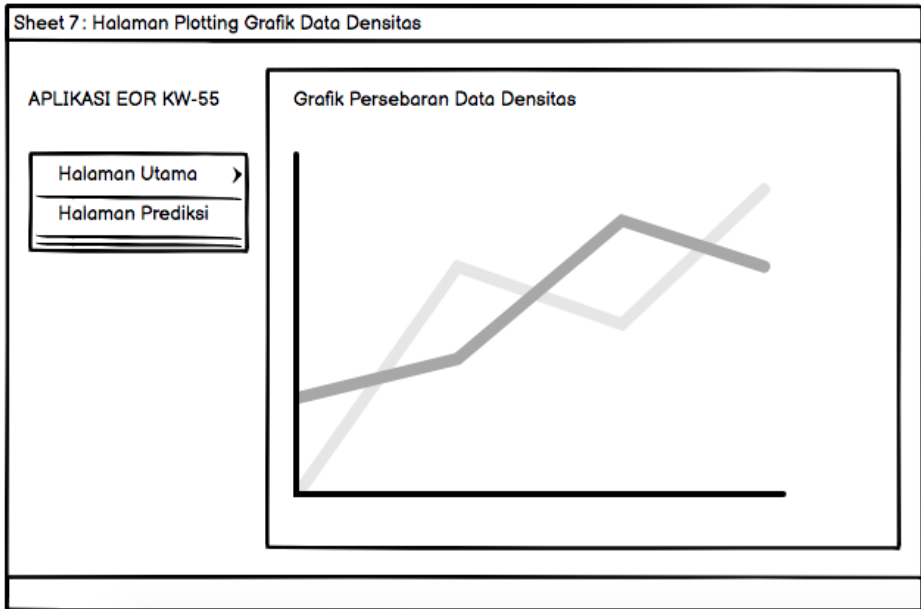 Sheet 7 : Halaman Plotting Grafik Data Densitas
APLIKASI EOR KW-55
Grafik Persebaran Data Densitas
Halaman Utama
Halaman Prediksi